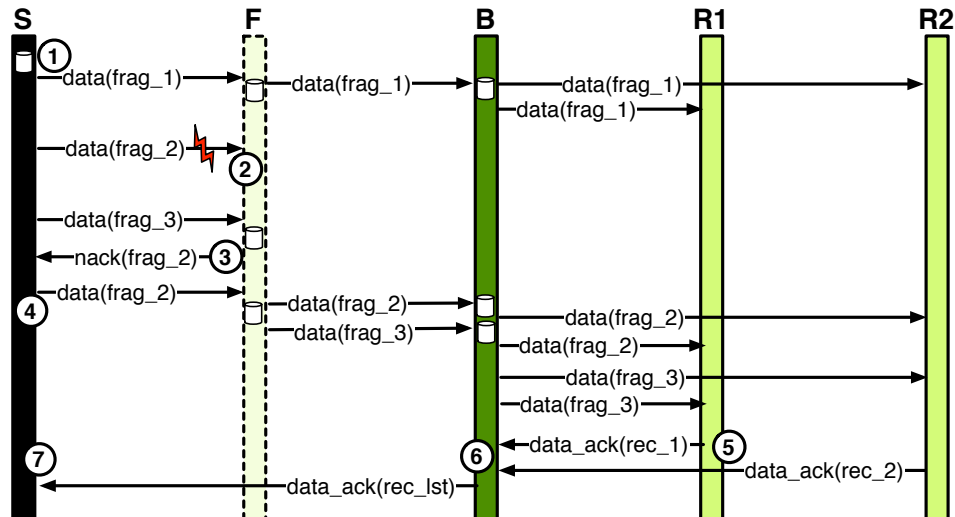 S F B R1 R2
1
data(frag_1) data(frag_1) data(frag_1)
data(frag_1)
data(frag_2)
2
data(frag_3)
nack(frag_2) 3
data(frag_2)
4
data(frag_2)
data(frag_2)
data(frag_3)
data(frag_2)
data(frag_3)
data(frag_3)
data_ack(rec_1) 5
7
6
data_ack(rec_2)
data_ack(rec_lst)